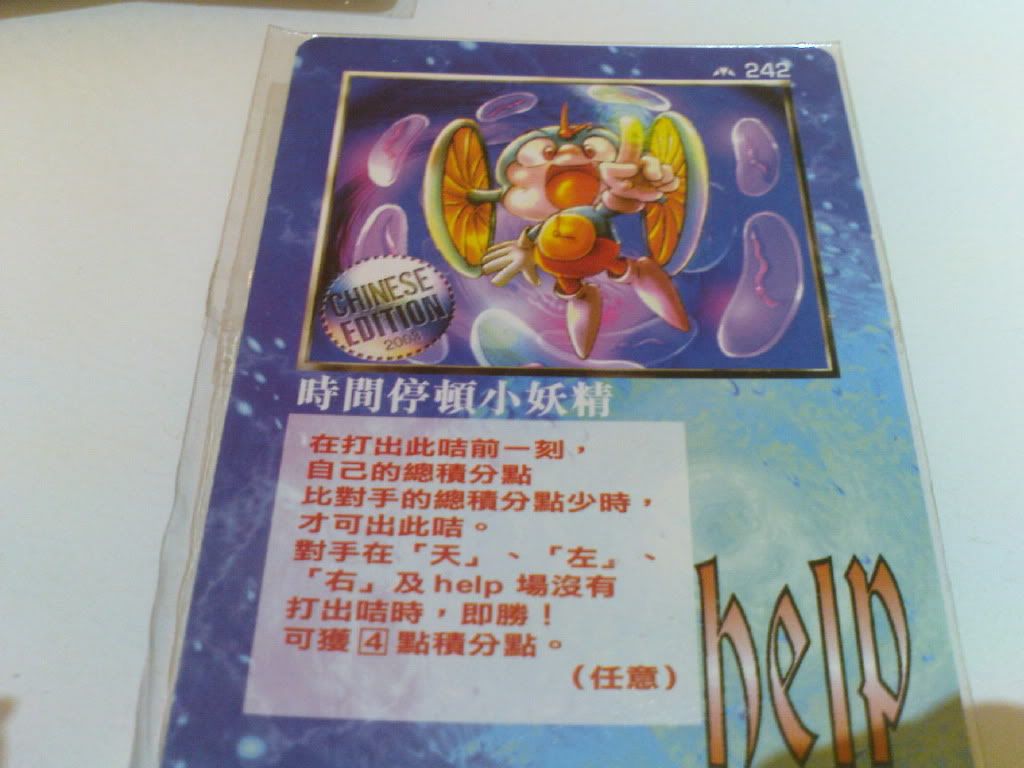 242
CHINESE
EDITION
時間停頓小妖精
在打出此咭前一刻，
自己的總積分點
比對手的總積分點少時，
才可出此咭。
對手在「天」、「左」、
「右」及 help 場沒有
打出咭時，即勝！
可獲 4 點積分點。
（任意）
help